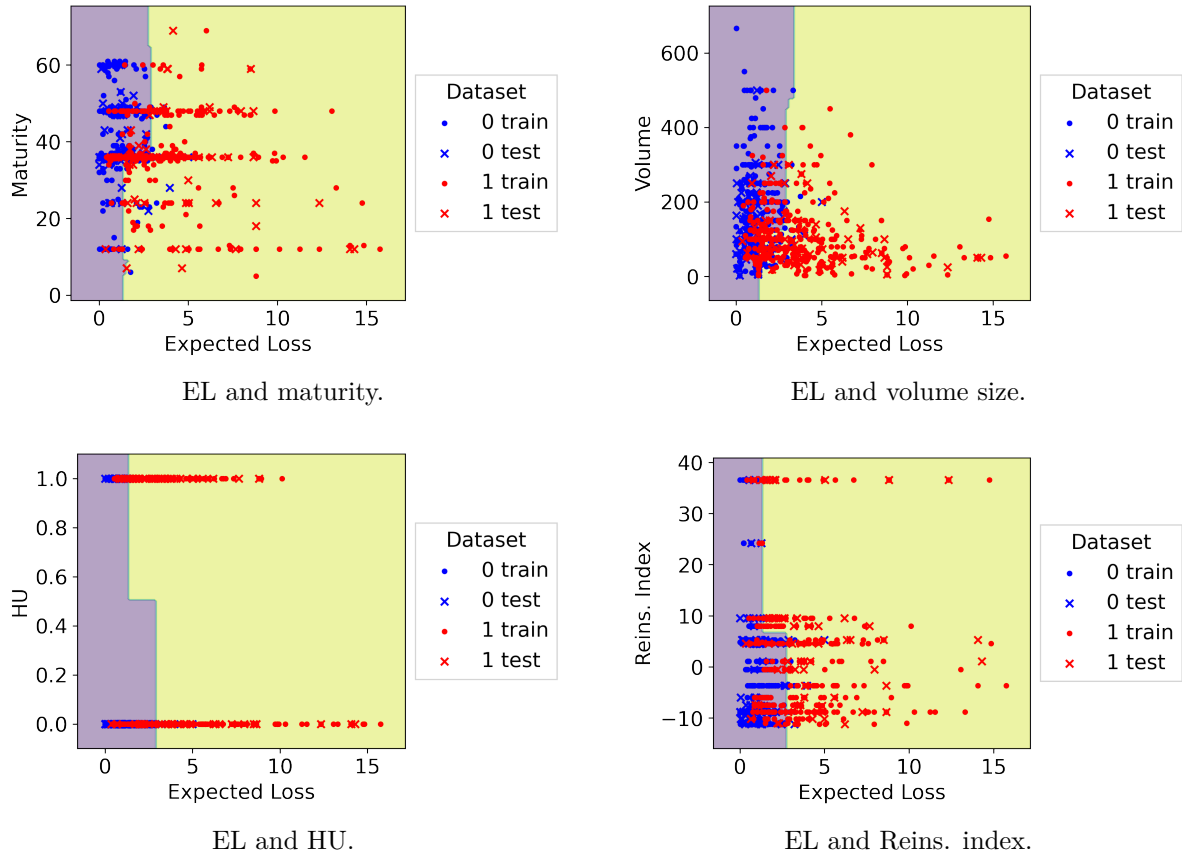 Maturity
60
40
20
0
0 5 10 15
Expected Loss
Dataset
0 train
0 test
1 train
1 test
EL and maturity.
Volume
600
400
200
0
0 5 10 15
Expected Loss
Dataset
0 train
0 test
1 train
1 test
EL and volume size.
HU
1.0
0.8
0.6
0.4
0.2
0.0
0 5 10 15
Expected Loss
Dataset
0 train
0 test
1 train
1 test
EL and HU.
Reins. Index
40
30
20
10
0
−10
0 5 10 15
Expected Loss
Dataset
0 train
0 test
1 train
1 test
EL and Reins. index.